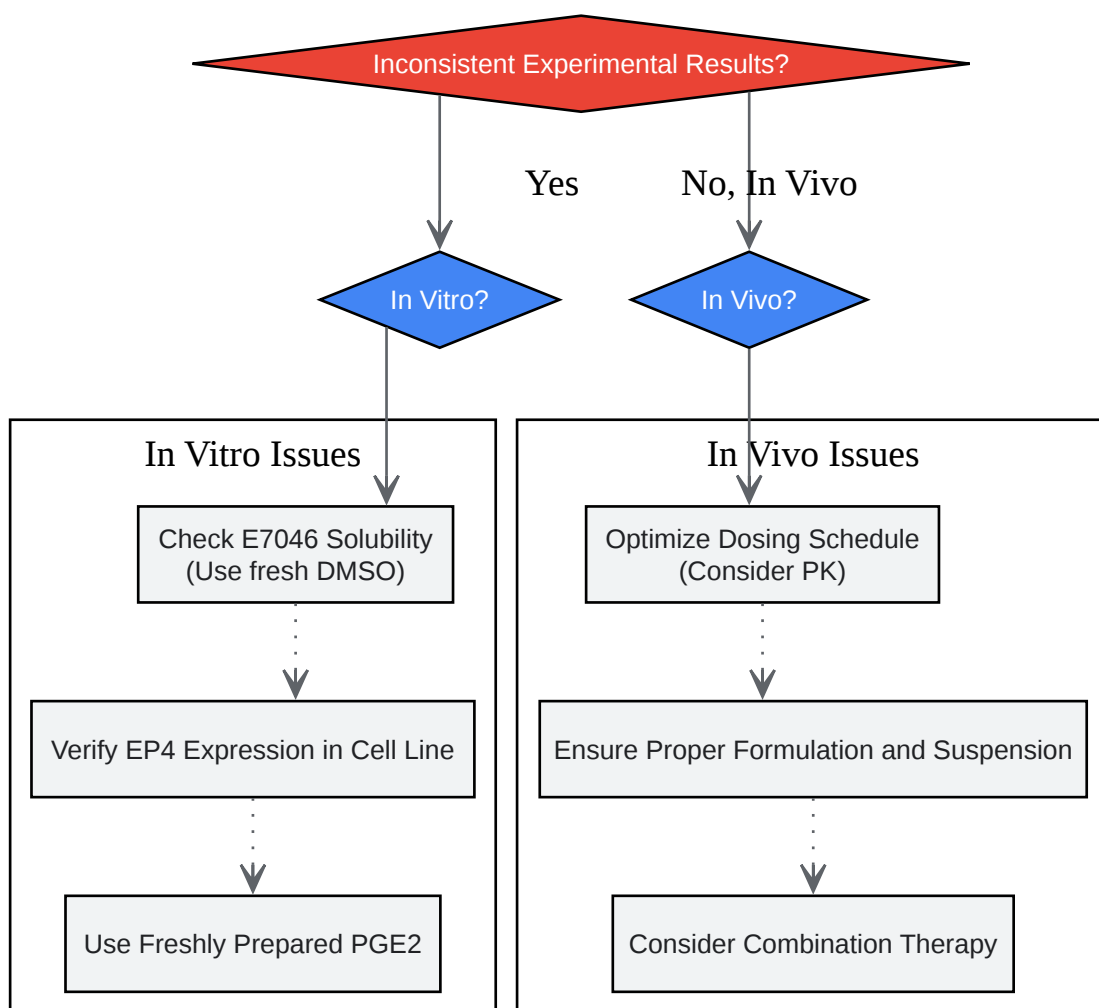 Inconsistent Experimental Results?
Yes
No, In Vivo
In Vitro?
In Vivo?
In Vitro Issues
Check E7046 Solubility
(Use fresh DMSO)
Verify EP4 Expression in Cell Line
Use Freshly Prepared PGE2
In Vivo Issues
Optimize Dosing Schedule
(Consider PK)
Ensure Proper Formulation and Suspension
Consider Combination Therapy